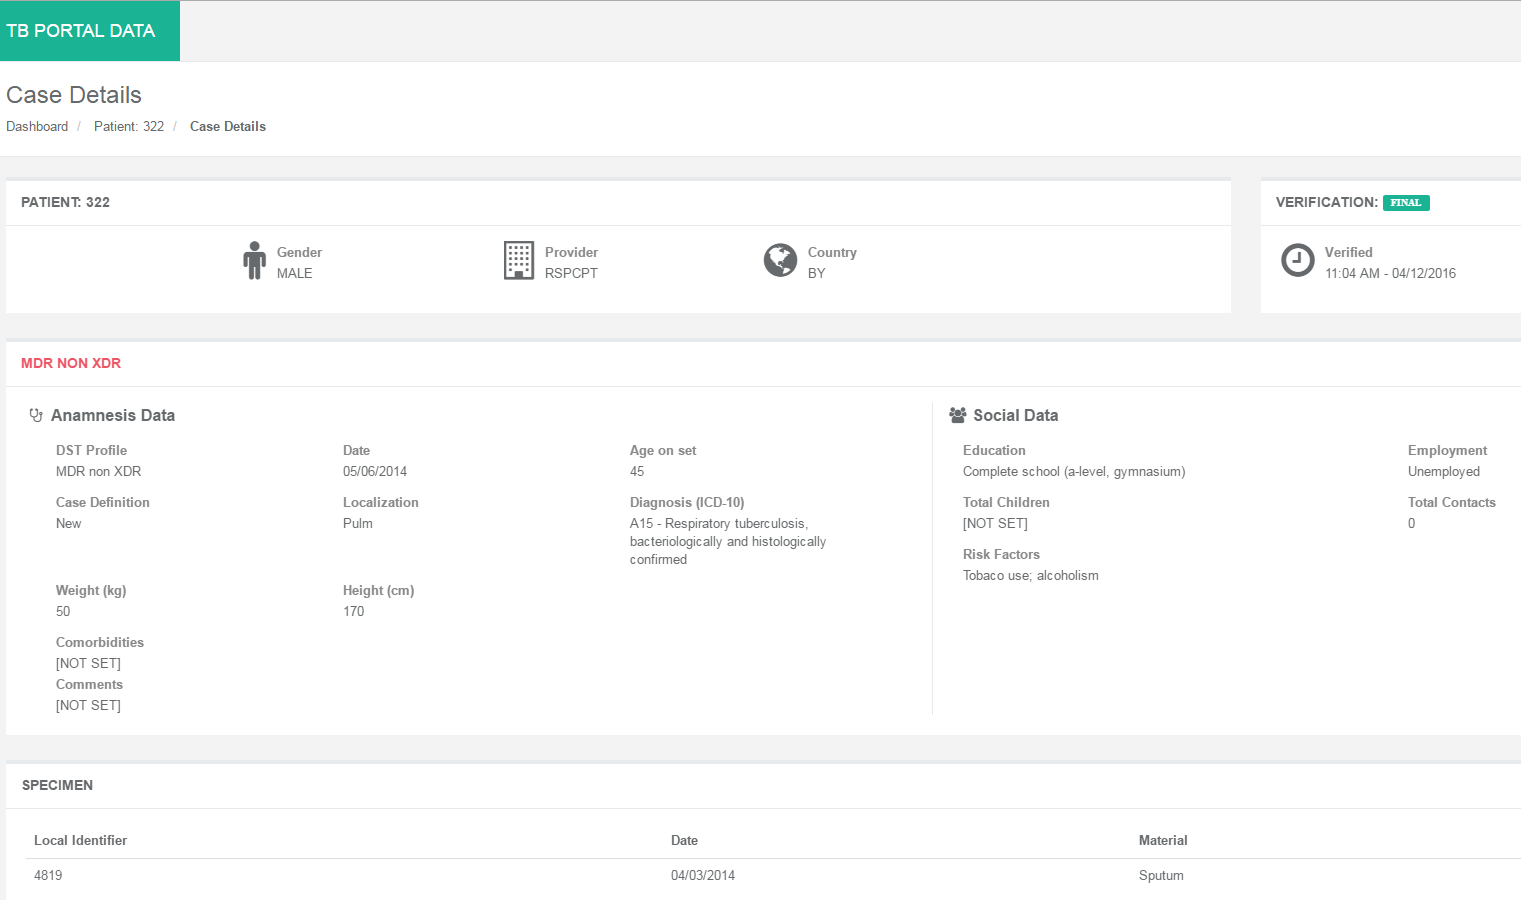 TB PORTAL DATA
Case Details
Dashboard / Patient: 322 / Case Details
PATIENT: 322
Gender
MALE
Provider
RSPCPT
Country
BY
VERIFICATION: FINAL
Verified
11:04 AM - 04/12/2016
MDR NON XDR
Anamnesis Data
DST Profile
MDR non XDR
Date
05/06/2014
Age on set
45
Case Definition
New
Localization
Pulm
Diagnosis (ICD-10)
A15 - Respiratory tuberculosis,
bacteriologically and histologically
confirmed
Weight (kg)
50
Height (cm)
170
Comorbidities
[NOT SET]
Comments
[NOT SET]
Social Data
Education
Complete school (a-level, gymnasium)
Employment
Unemployed
Total Children
[NOT SET]
Total Contacts
0
Risk Factors
Tobaco use; alcoholism
SPECIMEN
Local Identifier Date Material
4819 04/03/2014 Sputum